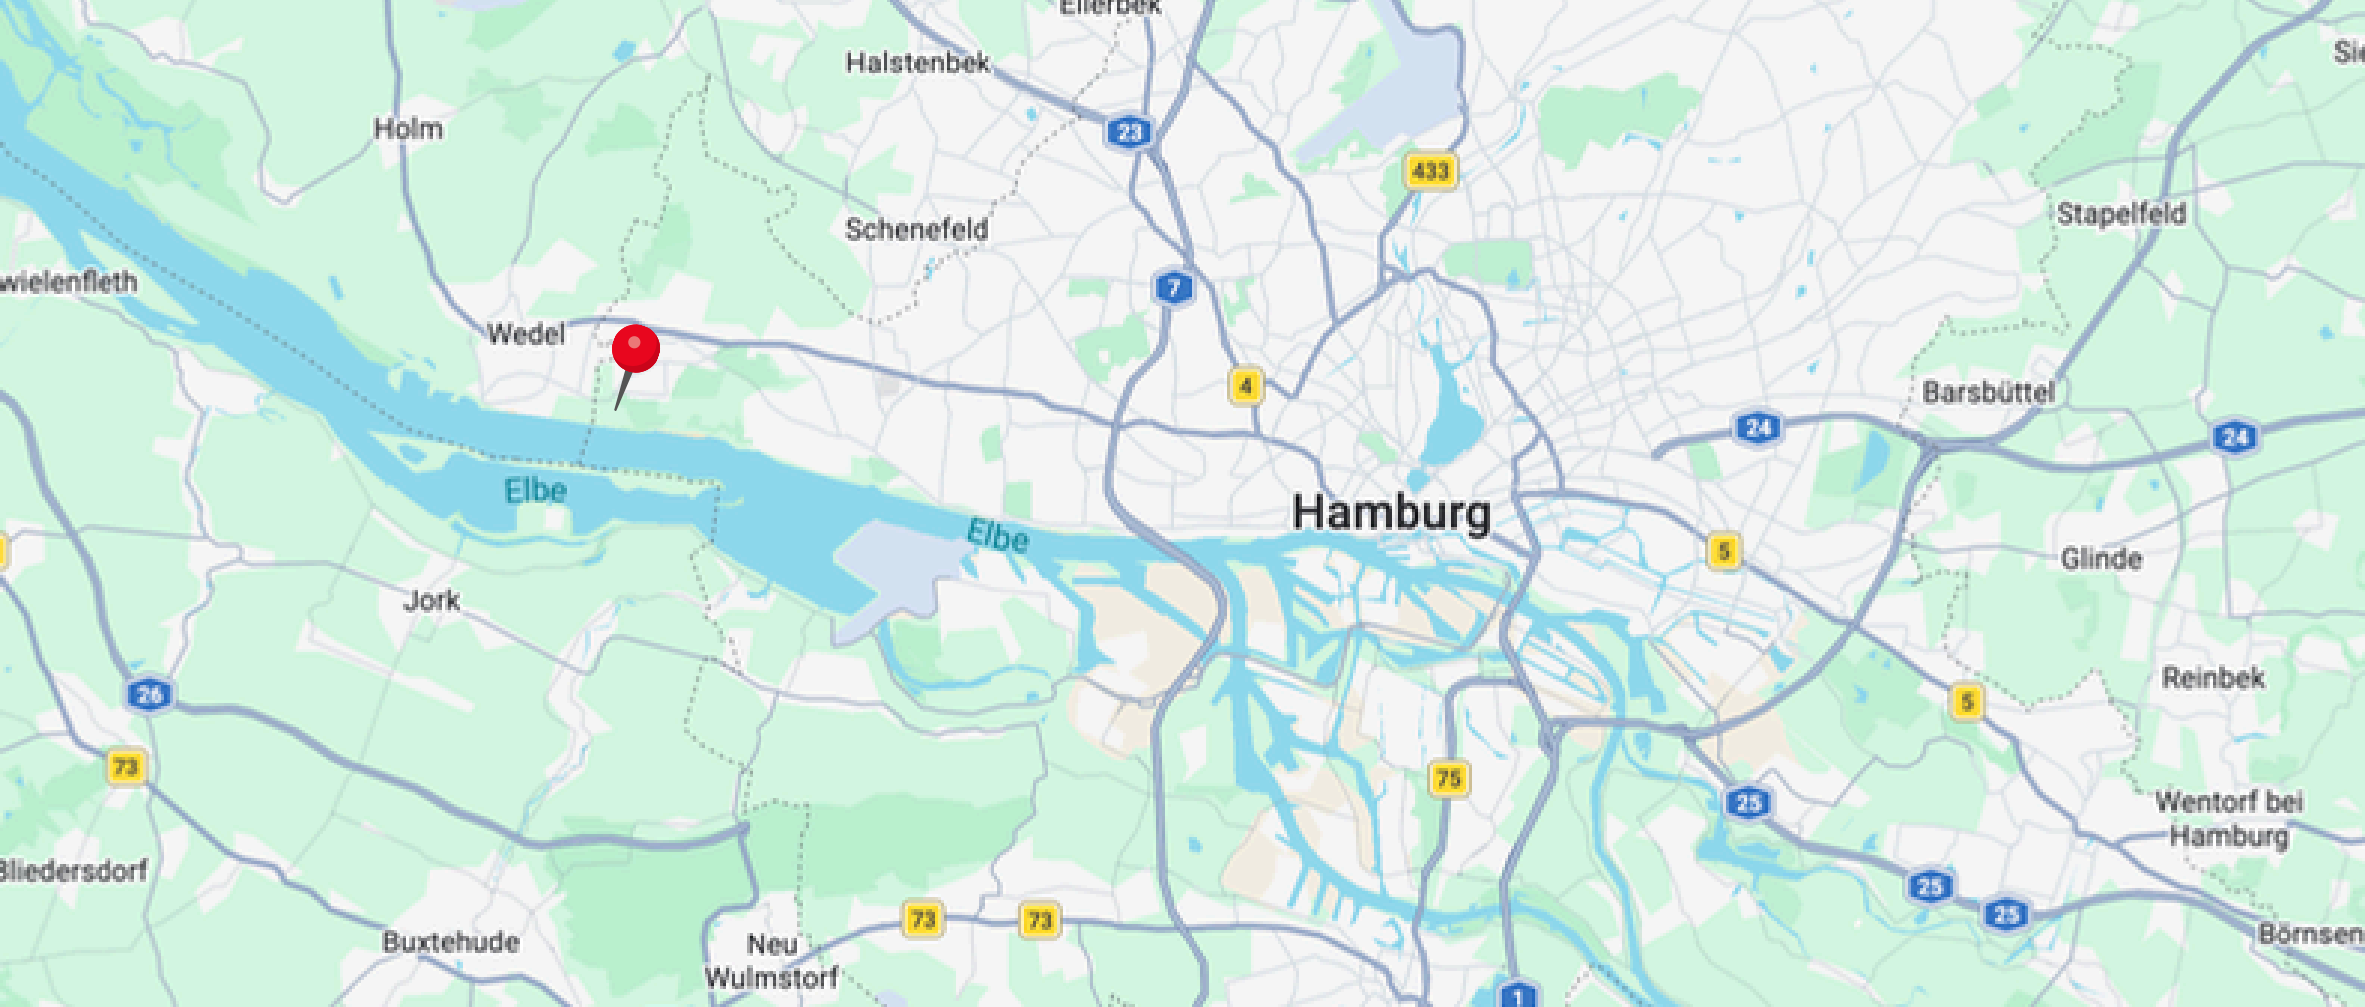 Ellerbek
Halstenbek
Sie
Holm
23
433
Schenefeld
Stapelfeld
wielenfleth
7
Wedel
4
Barsbüttel
24
24
Elbe
Hamburg
Elbe
5
Glinde
Jork
Reinbek
26
5
73
75
25
Wentorf bei
Hamburg
Bliedersdorf
25
25
73
73
Buxtehude
Neu
Wulmstorf
Börnsen
1